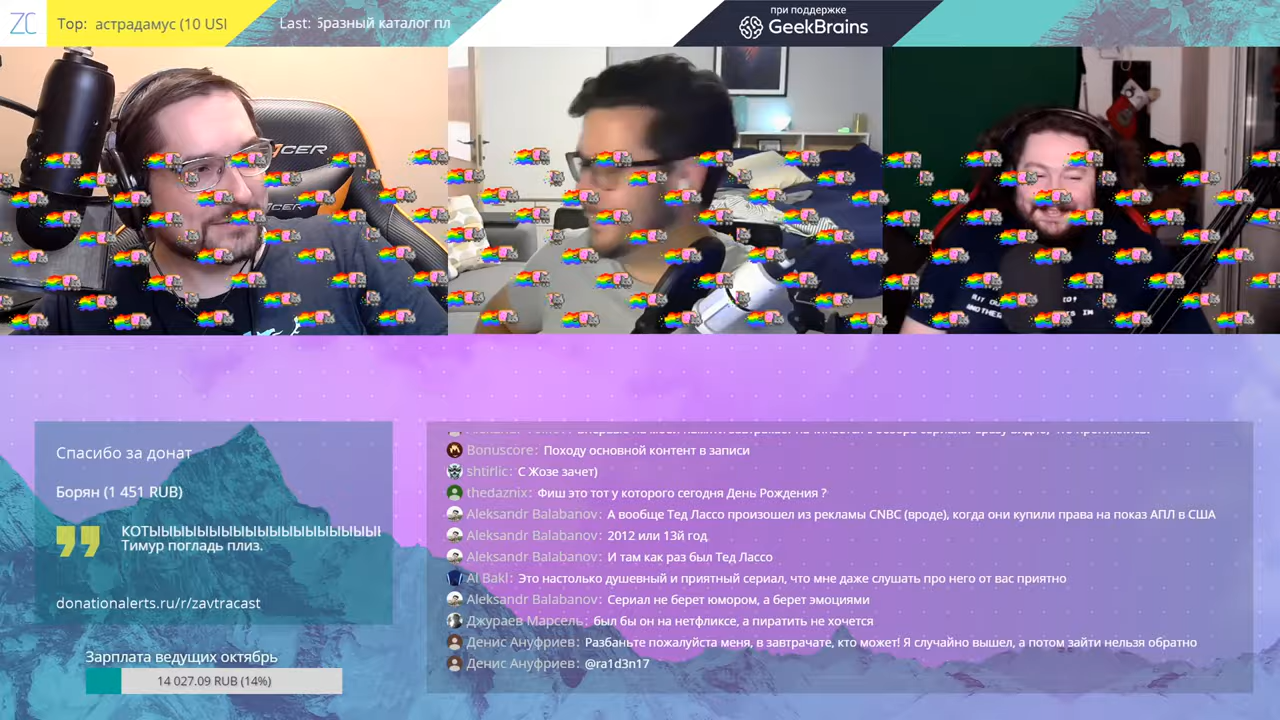 ZC
Top: астрадамус (10 USI
Last: бразный каталог пл
при поддержке
GeekBrains
CER
CER
Спасибо за донат
Борян (1 451 RUB)
КОТЫЫЫЫЫЫЫЫЫЫЫЫЫЫЫЫЫ
Тимур погладь плиз.
donationalerts.ru/r/zavtracast
Зарплата ведущих октябрь
14 027.09 RUB (14%)
Bonuscore: Походу основной контент в записи
shtirlic: С Жозе зачет)
thedaznix: Фиш это тот у которого сегодня День Рождения ?
Aleksandr Balabanov: А вообще Тед Лассо произошел из рекламы CNBC (вроде), когда они купили права на показ АПЛ в США
Aleksandr Balabanov: 2012 или 13й год
Aleksandr Balabanov: И там как раз был Тед Лассо
Al Bakl: Это настолько душевный и приятный сериал, что мне даже слушать про него от вас приятно
Aleksandr Balabanov: Сериал не берет юмором, а берет эмоциями
Джураев Марсель: был бы он на нетфликсе, а пиратить не хочется
Денис Ануфриев: Разбаньте пожалуйста меня, в завтрачате, кто может! Я случайно вышел, а потом зайти нельзя обратно
Денис Ануфриев: @ra1d3n17